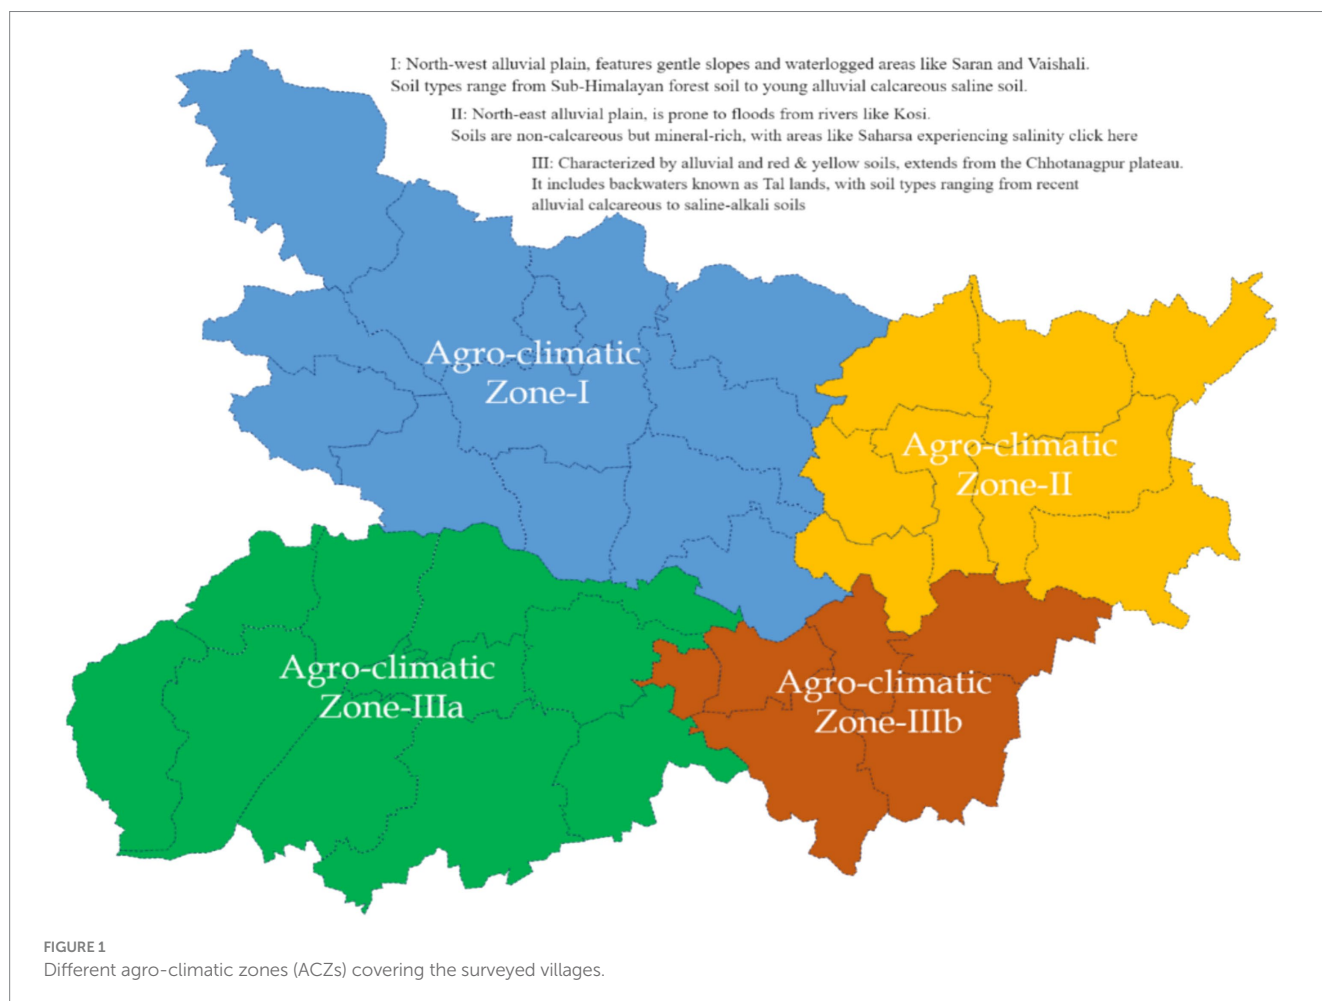 I: North-west alluvial plain, features gentle slopes and waterlogged areas like Saran and Vaishali.
Soil types range from Sub-Himalayan forest soil to young alluvial calcareous saline soil.
II: North-east alluvial plain, is prone to floods from rivers like Kosi.
Soils are non-calcareous but mineral-rich, with areas like Saharsa experiencing salinity click here
III: Characterized by alluvial and red & yellow soils, extends from the Chhotanagpur plateau.
It includes backwaters known as Tal lands, with soil types ranging from recent
alluvial calcareous to saline-alkali soils
Agro-climatic
Zone-I
Agro-climatic
Zone-II
Agro-climatic
Zone-IIIa
Agro-climatic
Zone-IIIb
FIGURE 1
Different agro-climatic zones (ACZs) covering the surveyed villages.